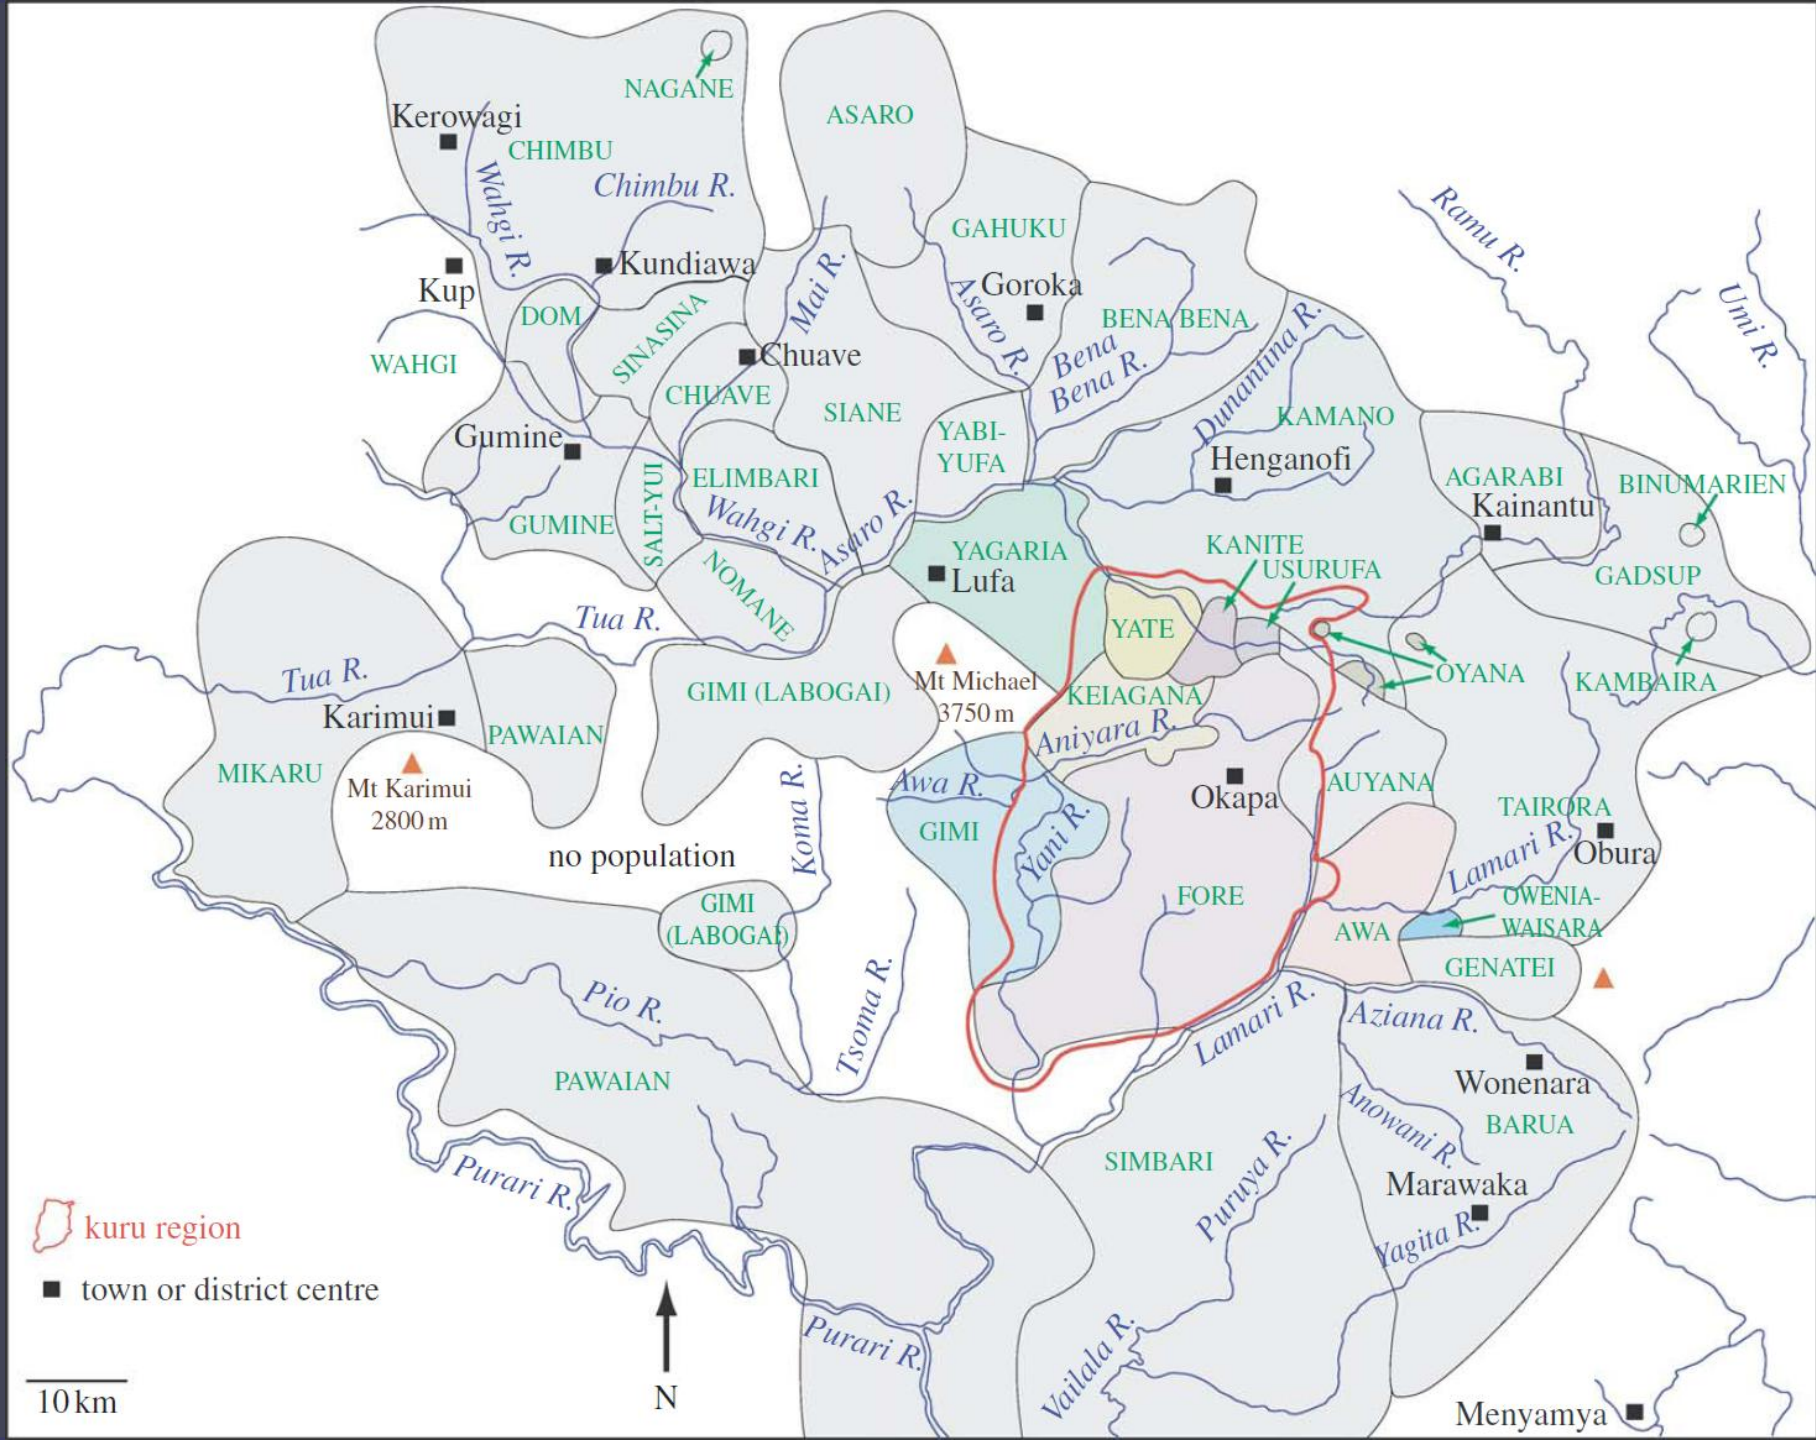 NAGANE
ASARO
Kerowagi
CHIMBU
Wahgi R.
Chimbu R.
Ramu R.
GAHUKU
Kundiawa
Mai R.
Goroka
Asaro R.
Kup
DOM
SINASINA
BENA BENA
Dunantina R.
Umi R.
WAHGI
Chuave
Bena
Bena R.
CHUAVE
SIANE
KAMANO
Gumine
YABI-
YUFA
Henganofi
ELIMBARI
AGARABI
BINUMARIEN
Kainantu
SALT-YUI
GUMINE
Wahgi R.
Asaro R.
YAGARIA
KANITE
USURUFA
Lufa
GADSUP
NOMANE
Tua R.
YATE
OYANA
Tua R.
GIMI (LABOGAI)
Mt Michael
3750 m
KEIAGANA
KAMBAIRA
Karimui
PAWAIAN
Aniyara R.
MIKARU
Mt Karimui
2800 m
Koma R.
Awa R.
Okapa
AUYANA
TAIRORA
GIMI
Yani R.
Lamari R.
Obura
no population
FORE
GIMI
(LABOGAI)
OWENIA-
WAISARA
AWA
GENATEI
Pio R.
Tsoma R.
Lamari R.
Aziana R.
PAWAIAN
Wonenara
Anowani R.
BARUA
Purari R.
SIMBARI
Puruya R.
Marawaka
Yagita R.
kuru region
town or district centre
Purari R.
Vailala R.
10 km
N
Menyamya